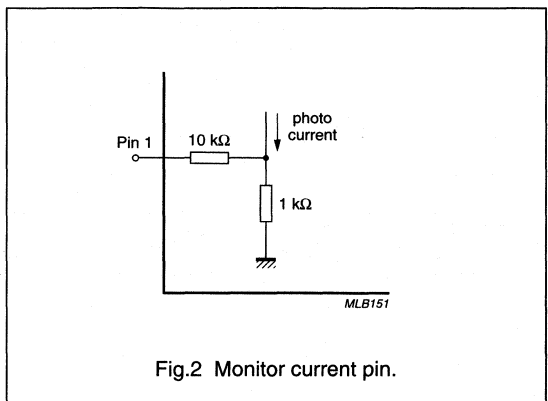 photo
current
Pin 1
10 kΩ
1 kΩ
MLB151
Fig.2 Monitor current pin.